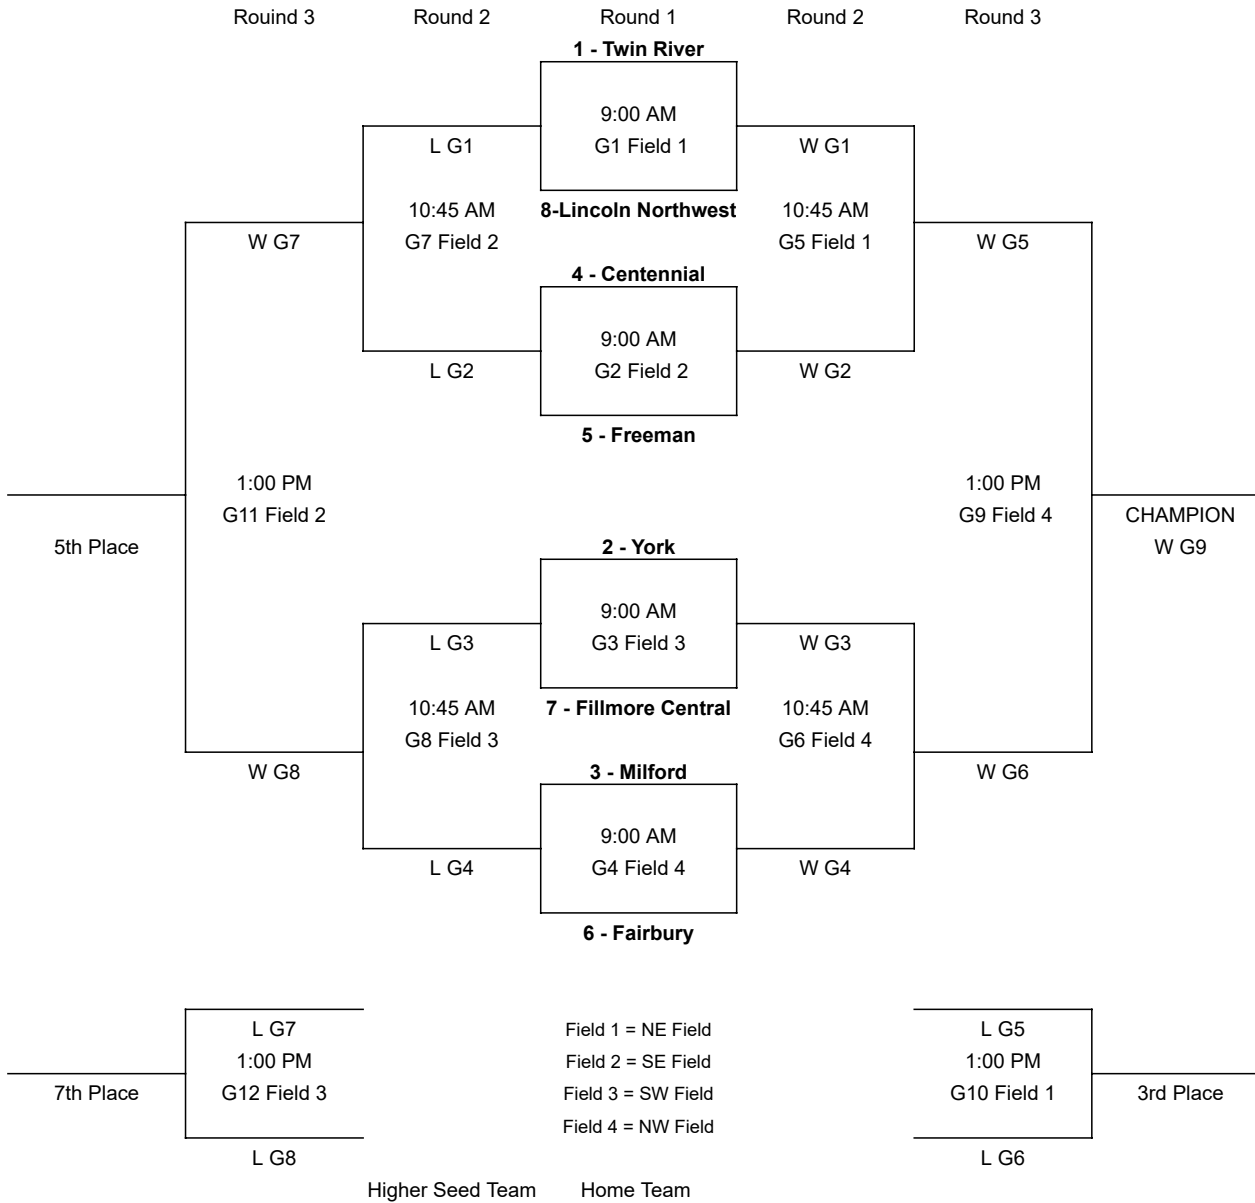 Rouind 3 Round 2 Round 1 Round 2 Round 3
1 - Twin River
9:00 AM
L G1 G1 Field 1 W G1
10:45 AM 8-Lincoln Northwest 10:45 AM
W G7 G7 Field 2 G5 Field 1 W G5
4 - Centennial
9:00 AM
L G2 G2 Field 2 W G2
5 - Freeman
1:00 PM 1:00 PM
G11 Field 2 G9 Field 4 CHAMPION
5th Place 2 - York W G9
9:00 AM
L G3 G3 Field 3 W G3
10:45 AM 7 - Fillmore Central 10:45 AM
G8 Field 3 G6 Field 4
W G8 3 - Milford W G6
9:00 AM
L G4 G4 Field 4 W G4
6 - Fairbury
L G7 Field 1 = NE Field L G5
1:00 PM Field 2 = SE Field 1:00 PM
7th Place G12 Field 3 Field 3 = SW Field G10 Field 1 3rd Place
Field 4 = NW Field
L G8 L G6
Higher Seed Team Home Team